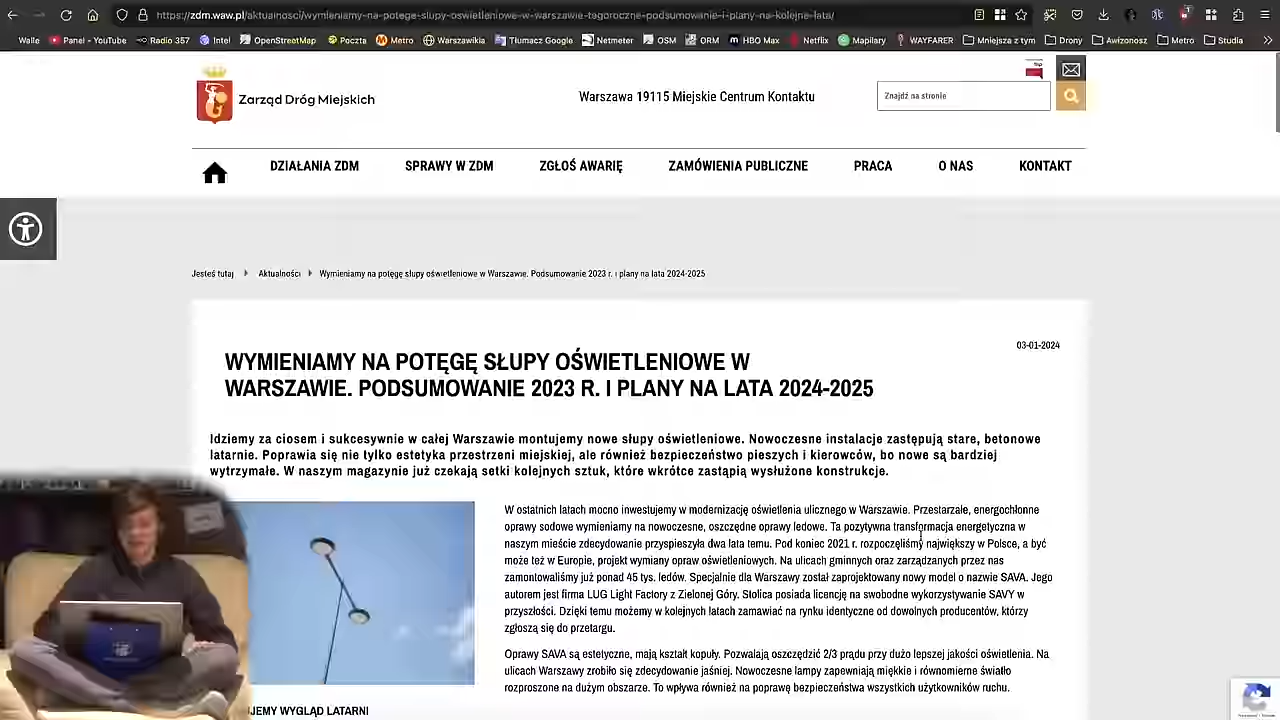 https://zdm.waw.pl/aktualnosci/wymieniamy-na-potege-slupy-oswietleniowe-w-warszawie-tegoroczne-podsumowanie-i-plany-na-kolejne-lata/
Walle Panel - YouTube Radio 357 Intel OpenStreetMap Poczta Metro Warszawikia Tłumacz Google Netmeter OSM ORM HBO Max Netflix Mapilary WAYFARER Mniejsza z tym Drony Awizonosz Metro Studia
Zarząd Dróg Miejskich
Warszawa 19115 Miejskie Centrum Kontaktu
Znajdź na stronie
DZIAŁANIA ZDM SPRAWY W ZDM ZGŁOŚ AWARIĘ ZAMÓWIENIA PUBLICZNE PRACA O NAS KONTAKT
Jesteś tutaj Aktualności Wymieniamy na potęgę słupy oświetleniowe w Warszawie. Podsumowanie 2023 r. i plany na lata 2024-2025
03-01-2024
WYMIENIAMY NA POTĘGĘ SŁUPY OŚWIETLENIOWE W
WARSZAWIE. PODSUMOWANIE 2023 R. I PLANY NA LATA 2024-2025
Idziemy za ciosem i sukcesywnie w całej Warszawie montujemy nowe słupy oświetleniowe. Nowoczesne instalacje zastępują stare, betonowe
latarnie. Poprawia się nie tylko estetyka przestrzeni miejskiej, ale również bezpieczeństwo pieszych i kierowców, bo nowe są bardziej
wytrzymałe. W naszym magazynie już czekają setki kolejnych sztuk, które wkrótce zastąpią wysłużone konstrukcje.
W ostatnich latach mocno inwestujemy w modernizację oświetlenia ulicznego w Warszawie. Przestarzałe, energochłonne
oprawy sodowe wymieniamy na nowoczesne, oszczędne oprawy ledowe. Ta pozytywna transformacja energetyczna w
naszym mieście zdecydowanie przyspieszyła dwa lata temu. Pod koniec 2021 r. rozpoczęliśmy największy w Polsce, a być
może też w Europie, projekt wymiany opraw oświetleniowych. Na ulicach gminnych oraz zarządzanych przez nas
zamontowaliśmy już ponad 45 tys. ledów. Specjalnie dla Warszawy został zaprojektowany nowy model o nazwie SAVA. Jego
autorem jest firma LUG Light Factory z Zielonej Góry. Stolica posiada licencję na swobodne wykorzystywanie SAVY w
przyszłości. Dzięki temu możemy w kolejnych latach zamawiać na rynku identyczne od dowolnych producentów, którzy
zgłoszą się do przetargu.
Oprawy SAVA są estetyczne, mają kształt kopuły. Pozwalają oszczędzić 2/3 prądu przy dużo lepszej jakości oświetlenia. Na
ulicach Warszawy zrobiło się zdecydowanie jaśniej. Nowoczesne lampy zapewniają miękkie i równomierne światło
rozproszone na dużym obszarze. To wpływa również na poprawę bezpieczeństwa wszystkich użytkowników ruchu.
JEMY WYGLĄD LATARNI